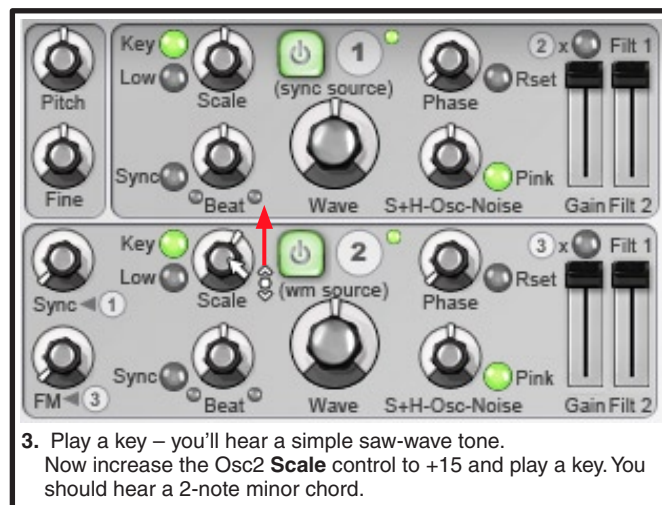 Key 1 2 x Filt 1
Low Rset
Pitch Scale (sync source) Phase
Sync Pink
Fine Beat Wave S+H-Osc-Noise Gain Filt 2
Key 2 3 x Filt 1
Low Rset
Sync 1 Scale (wm source) Phase
Sync Pink
FM 3 Beat Wave S+H-Osc-Noise Gain Filt 2
3. Play a key – you’ll hear a simple saw-wave tone.
Now increase the Osc2 Scale control to +15 and play a key. You
should hear a 2-note minor chord.